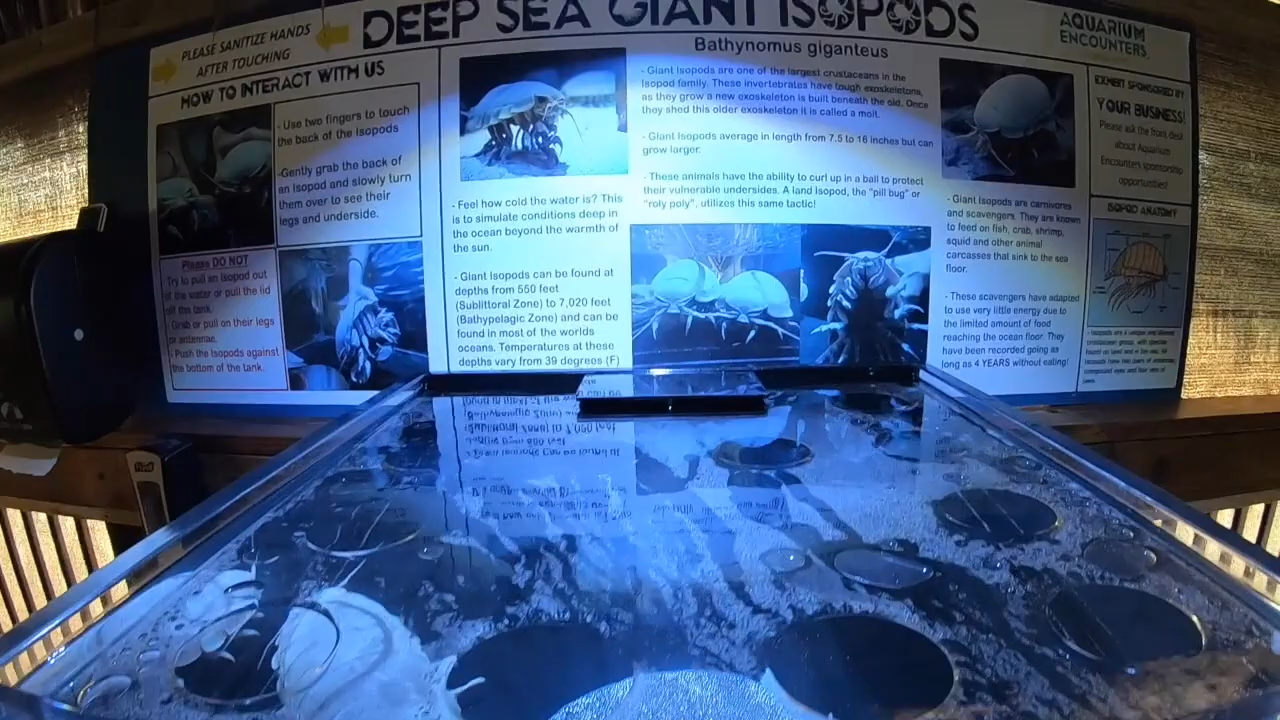 DEEP SEA GIANT ISOPODS
PLEASE SANITIZE HANDS
AFTER TOUCHING
AQUARIUM
ENCOUNTERS
HOW TO INTERACT WITH US
- Use two fingers to touch
the back of the Isopods
-Gently grab the back of
an Isopod and slowly turn
them over to see their
legs and underside.
Please DO NOT
Try to pull an Isopod out
of the water or pull the lid
off the tank.
- Grab or pull on their legs
or antennae.
- Push the Isopods against
the bottom of the tank.
- Feel how cold the water is? This
is to simulate conditions deep in
the ocean beyond the warmth of
the sun.
- Giant Isopods can be found at
depths from 550 feet
(Sublittoral Zone) to 7,020 feet
(Bathypelagic Zone) and can be
found in most of the worlds
oceans. Temperatures at these
depths vary from 39 degrees (F)
Bathynomus giganteus
- Giant Isopods are one of the largest crustaceans in the
Isopod family. These invertebrates have tough exoskeletons,
as they grow a new exoskeleton is built beneath the old. Once
they shed this older exoskeleton it is called a molt.
- Giant Isopods average in length from 7.5 to 16 inches but can
grow larger.
- These animals have the ability to curl up in a ball to protect
their vulnerable undersides. A land Isopod, the "pill bug" or
"roly poly", utilizes this same tactic!
- Giant Isopods are carnivores
and scavengers. They are known
to feed on fish, crab, shrimp,
squid and other animal
carcasses that sink to the sea
floor.
- These scavengers have adapted
to use very little energy due to
the limited amount of food
reaching the ocean floor. They
have been recorded going as
long as 4 YEARS without eating!
EXHIBIT SPONSORED BY
YOUR BUSINESS!
Please ask the front desk
about Aquarium
Encounters sponsorship
opportunities!
ISOPOD ANATOMY